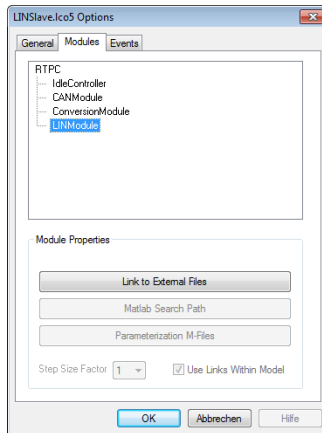 LINSlave.lco5 Options
General Modules Events
RTPC
IdleController
CANModule
ConversionModule
LINModule
Module Properties
Link to External Files
Matlab Search Path
Parameterization M-Files
Step Size Factor 1 Use Links Within Model
OK Abbrechen Hilfe